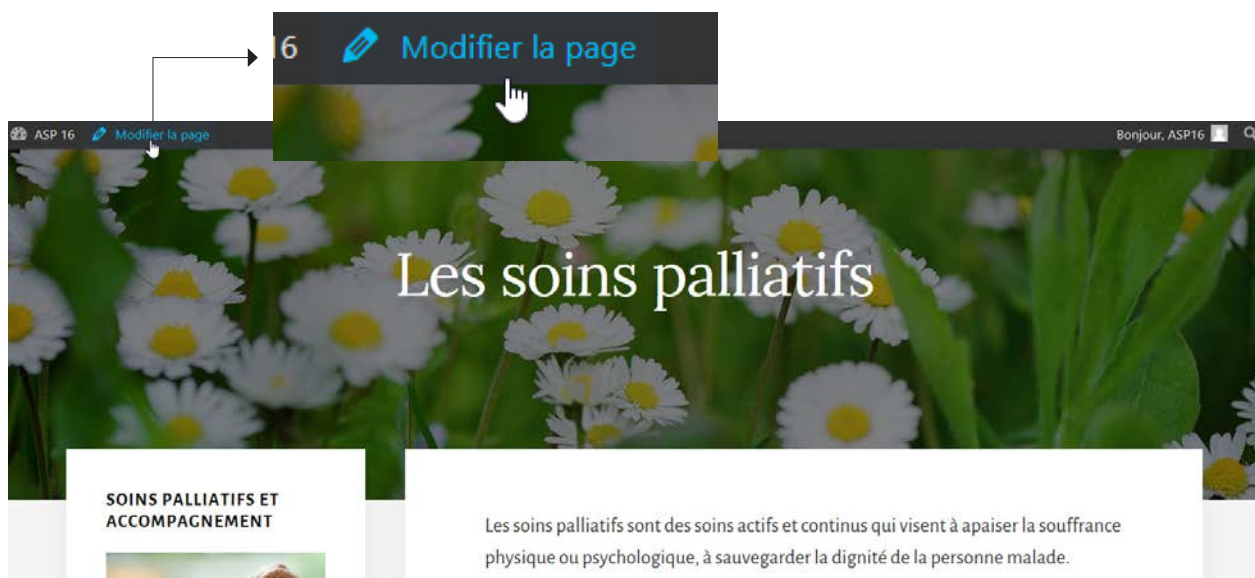 16 Modifier la page
ASP 16 Modifier la page
Bonjour, ASP16
Les soins palliatifs
SOINS PALLIATIFS ET
ACCOMPAGNEMENT
Les soins palliatifs sont des soins actifs et continus qui visent à apaiser la souffrance
physique ou psychologique, à sauvegarder la dignité de la personne malade.